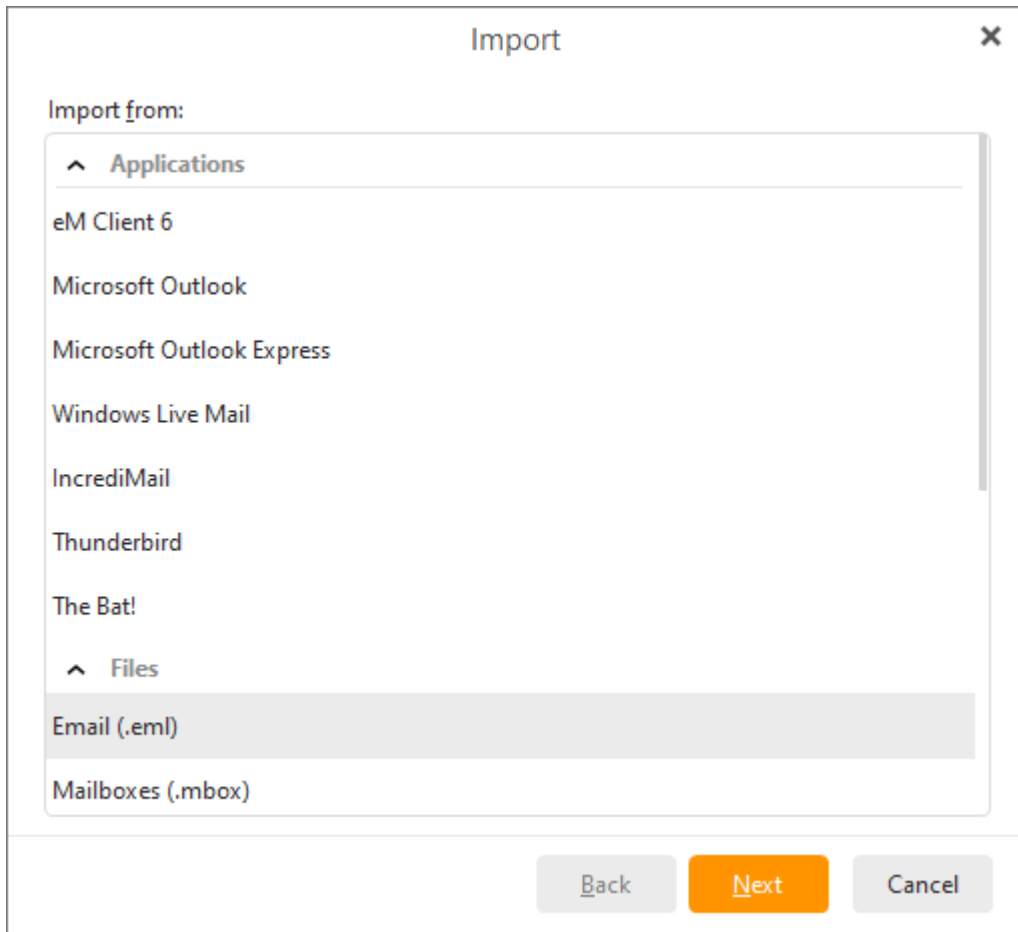 Import
Import from:
Applications
eM Client 6
Microsoft Outlook
Microsoft Outlook Express
Windows Live Mail
IncrediMail
Thunderbird
The Bat!
Files
Email (.eml)
Mailboxes (.mbox)
Back Next Cancel